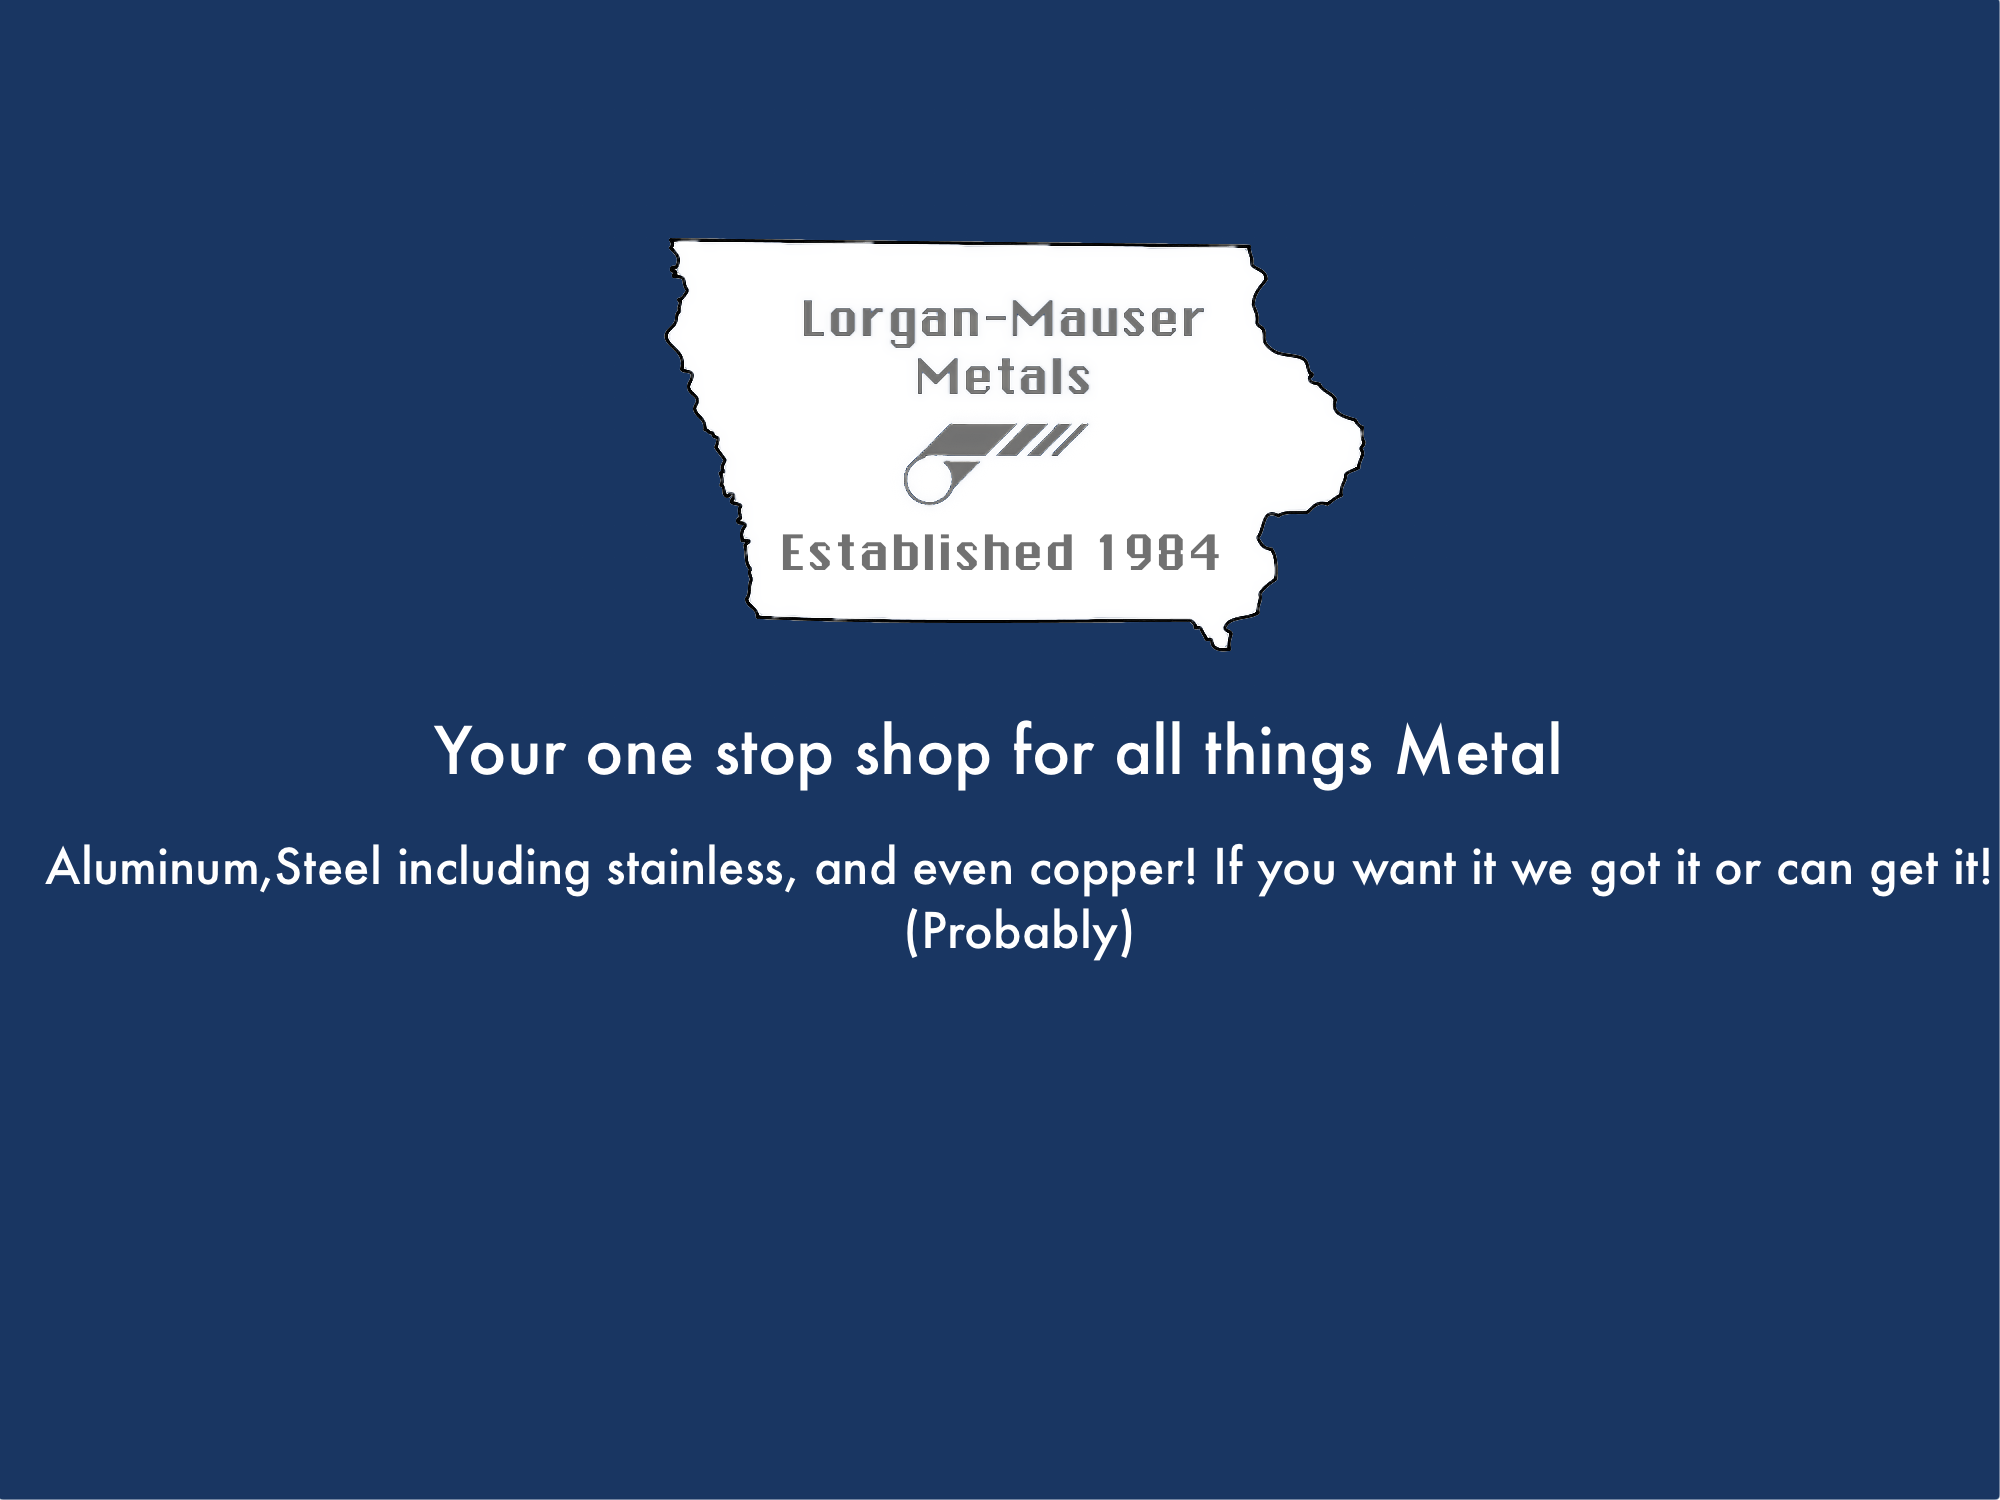 Lorgan-Mauser
Metals
Established 1984
Your one stop shop for all things Metal
Aluminum,Steel including stainless, and even copper! If you want it we got it or can get it!
(Probably)